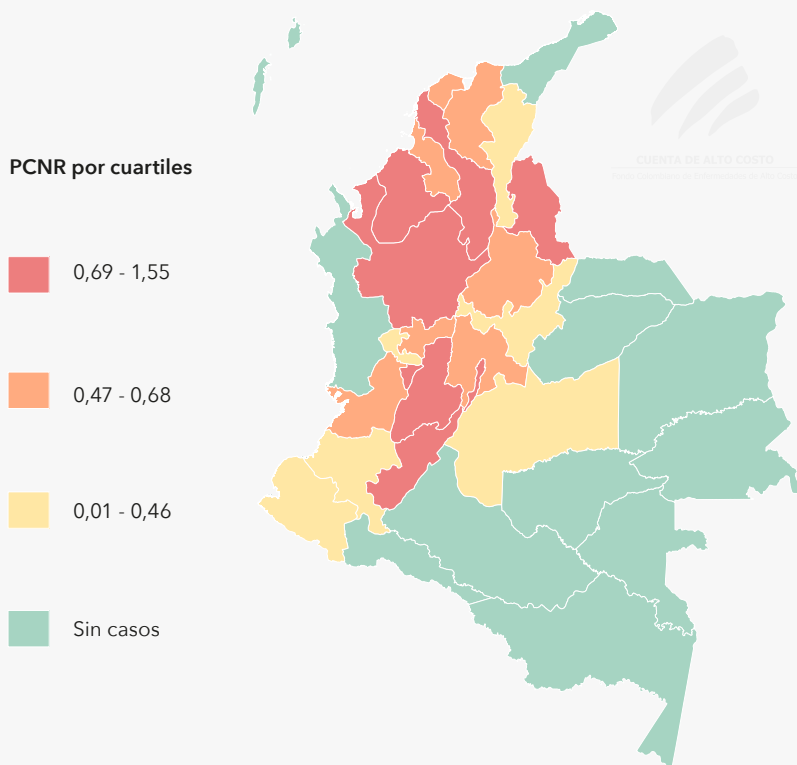 CUENTA DE ALTO COSTO
PCNR por cuartiles
0,69 - 1,55
0,47 - 0,68
0,01 - 0,46
Sin casos